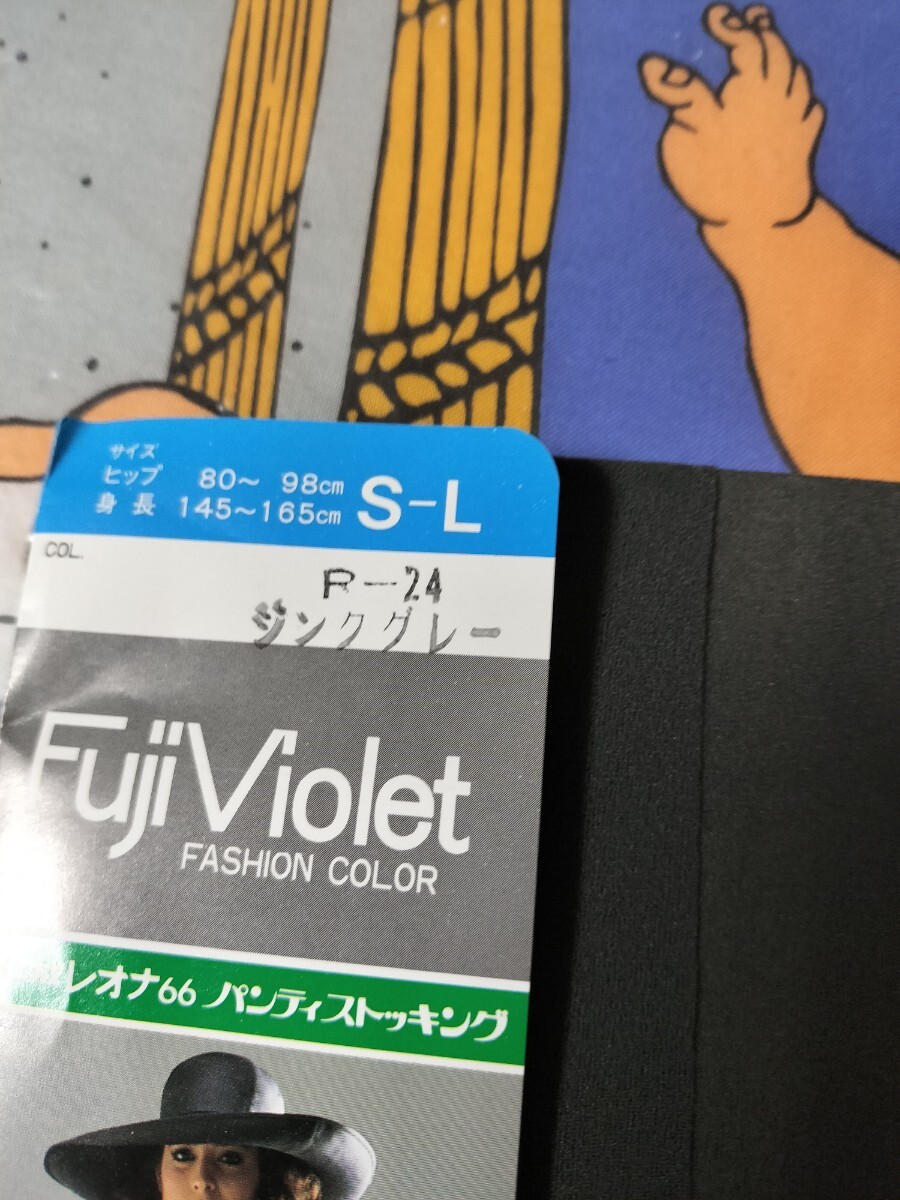 サイズ
ヒップ 80～ 98cm
身長 145～165cm
S-L
COL.
R-24
ジンクグレー
FujiViolet
FASHION COLOR
レオナ66 パンティストッキング